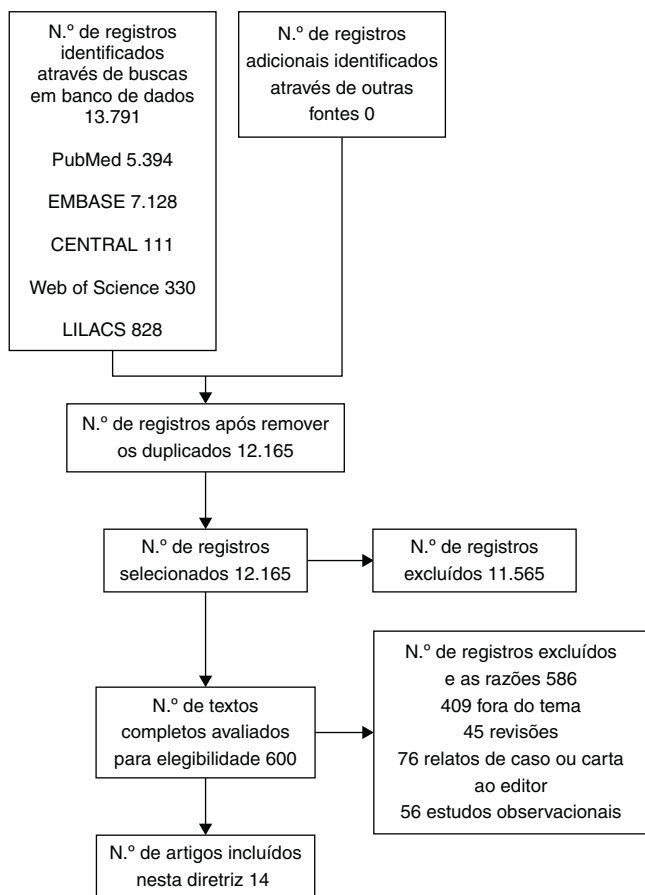 N.º de registros
identificados
através de buscas
em banco de dados
13.791
PubMed 5.394
EMBASE 7.128
CENTRAL 111
Web of Science 330
LILACS 828
N.º de registros
adicionais identificados
através de outras
fontes 0
N.º de registros após remover
os duplicados 12.165
N.º de registros
selecionados 12.165
N.º de registros
excluídos 11.565
N.º de textos
completos avaliados
para elegibilidade 600
N.º de registros excluídos
e as razões 586
409 fora do tema
45 revisões
76 relatos de caso ou carta
ao editor
56 estudos observacionais
N.º de artigos incluídos
nesta diretriz 14